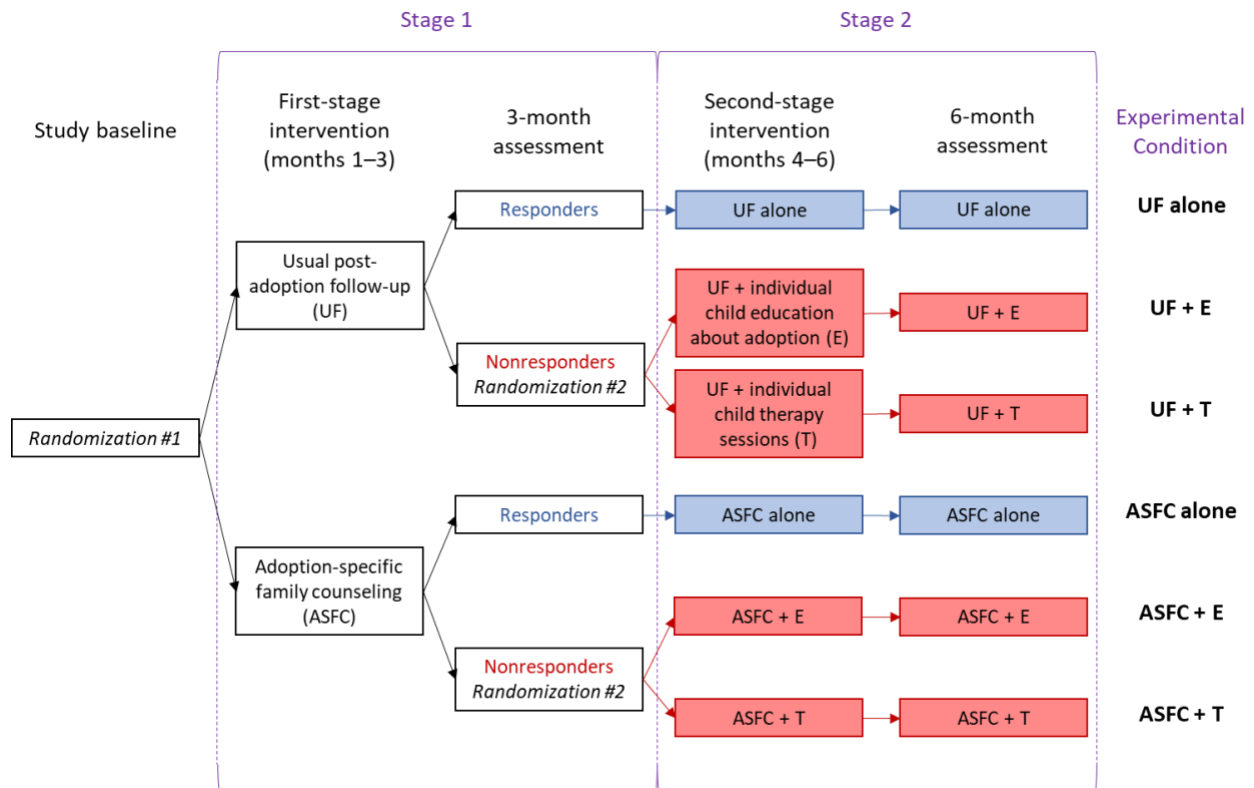 Stage 1
Stage 2
Study baseline
First-stage
intervention
(months 1–3)
3-month
assessment
Second-stage
intervention
(months 4–6)
6-month
assessment
Experimental
Condition
Randomization #1
Usual post-
adoption follow-up
(UF)
Responders
UF alone
UF alone
UF alone
Nonresponders
Randomization #2
UF + individual
child education
about adoption (E)
UF + E
UF + E
UF + individual
child therapy
sessions (T)
UF + T
UF + T
Adoption-specific
family counseling
(ASFC)
Responders
ASFC alone
ASFC alone
ASFC alone
Nonresponders
Randomization #2
ASFC + E
ASFC + E
ASFC + E
ASFC + T
ASFC + T
ASFC + T